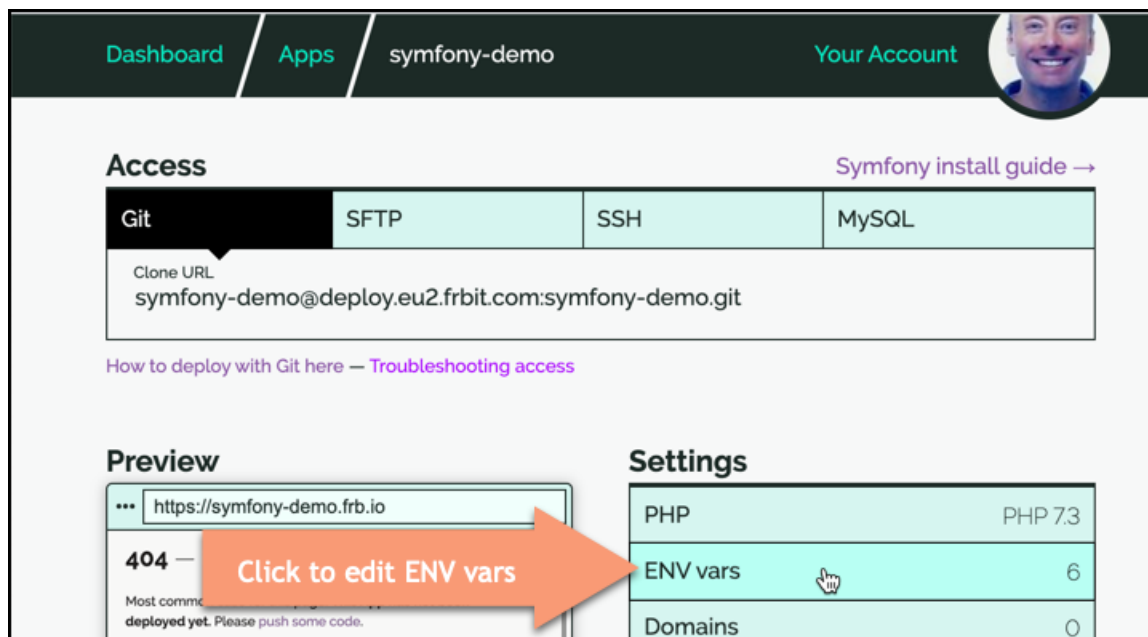 Dashboard Apps symfony-demo Your Account
Access Symfony install guide →
Git SFTP SSH MySQL
Clone URL
symfony-demo@deploy.eu2.frbit.com:symfony-demo.git
How to deploy with Git here — Troubleshooting access
Preview
••• https://symfony-demo.frb.io
404 —
Most
deployed yet. Please push some code.
Click to edit ENV vars
Settings
PHP PHP 7.3
ENV vars 6
Domains 0